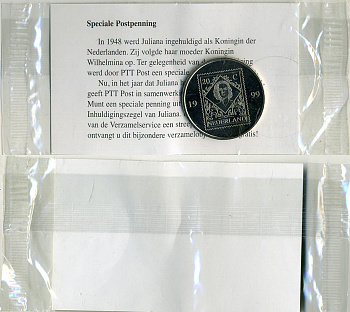 Speciale Postpenning
In 1948 werd Juliana ingehuldigd als Koningin der
Nederlanden. Zij volgde haar moeder Koningin
Wilhelmina op. Ter gelegenheid van
werd door PTT Post een speciale
Nu, in het jaar dat Juliana
geeft PTT Post in samenwerk
Munt een speciale penning uit
Inhuldigingszegel van Juliana.
van de Verzamelservice een
ontvangt u dit bijzondere verzamelob
20 C
19 99
NEDERLAND